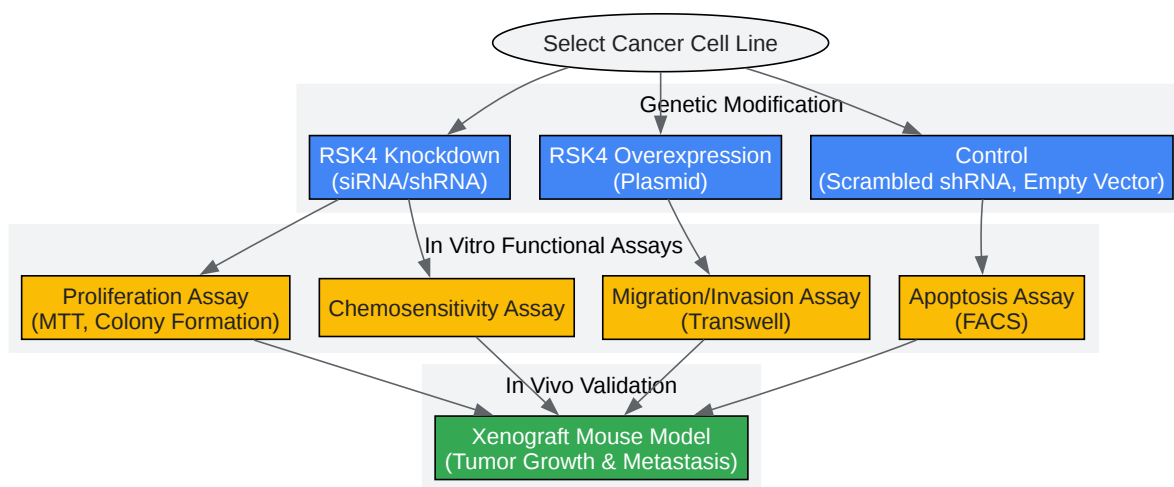 Select Cancer Cell Line
Genetic Modification
RSK4 Knockdown
(siRNA/shRNA)
RSK4 Overexpression
(Plasmid)
Control
(Scrambled shRNA, Empty Vector)
In Vitro Functional Assays
Proliferation Assay
(MTT, Colony Formation)
Chemosensitivity Assay
Migration/Invasion Assay
(Transwell)
Apoptosis Assay
(FACS)
In Vivo Validation
Xenograft Mouse Model
(Tumor Growth & Metastasis)